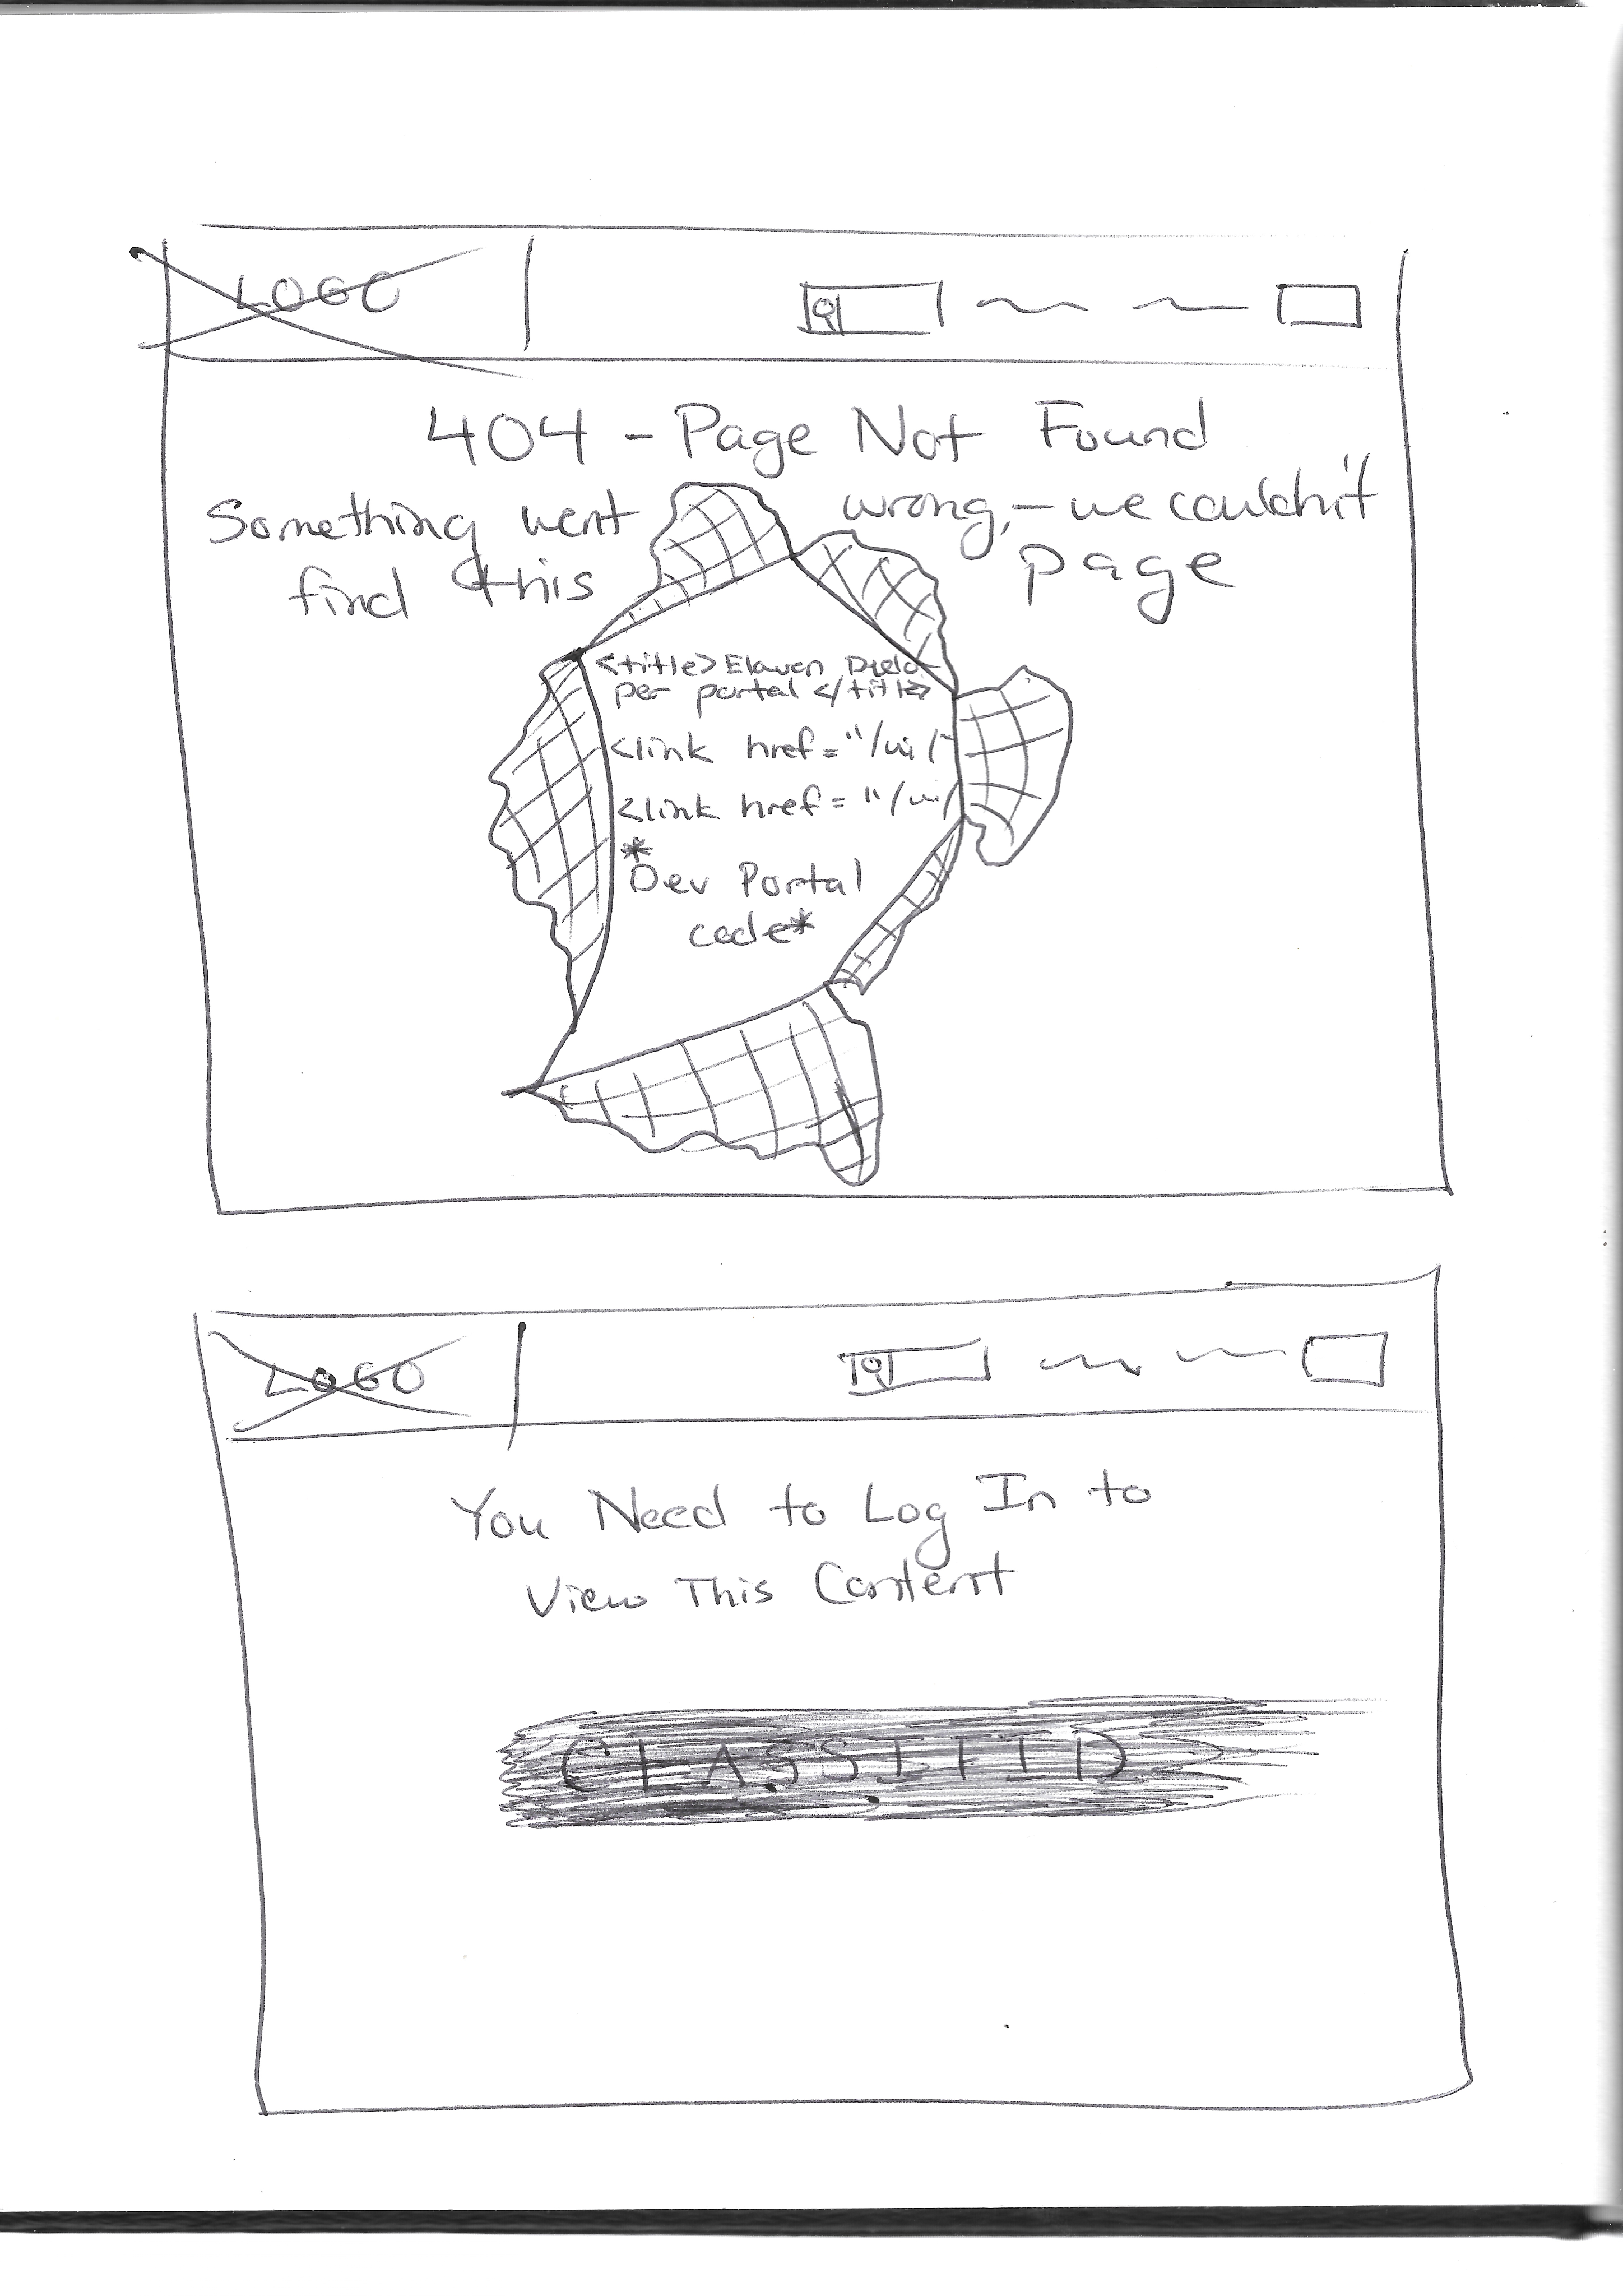 LOGO
404 - Page Not Found
Something went wrong, - we couldn't
find this page
<title> Elavon Develo
per portal </title>
<link href="/ui/"
<link href="/ui/
*
Dev Portal
code*
LOGO
You Need to Log In to
View This Content
CLASSIFID